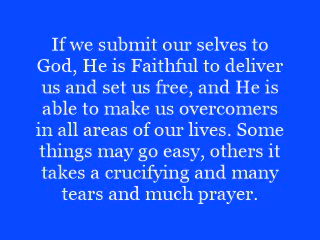 If we submit our selves to
God, He is Faithful to deliver
us and set us free, and He is
able to make us overcomers
in all areas of our lives. Some
things may go easy, others it
takes a crucifying and many
tears and much prayer.